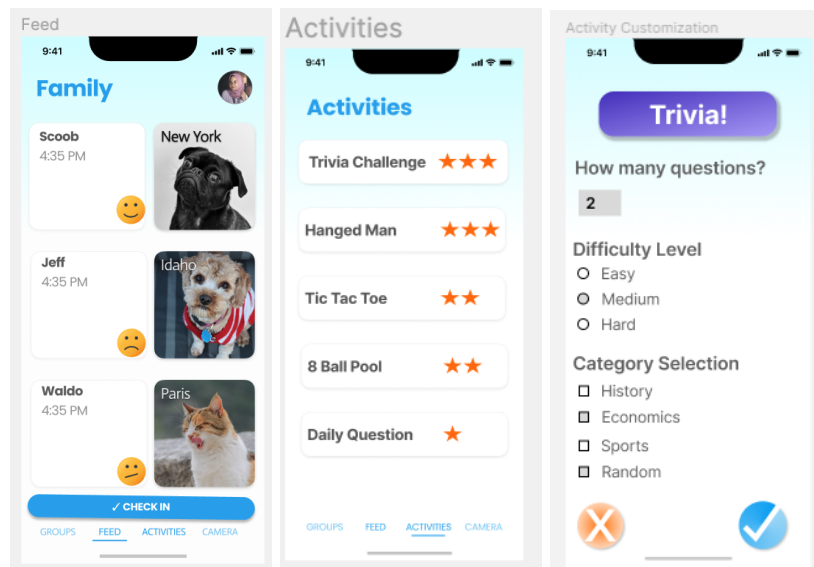 Feed
9:41
Family
Scoob
4:35 PM
New York
Jeff
4:35 PM
Idaho
Waldo
4:35 PM
Paris
✓ CHECK IN
GROUPS FEED ACTIVITIES CAMERA
Activities
9:41
Activities
Trivia Challenge ★★★
Hanged Man ★★★
Tic Tac Toe ★★
8 Ball Pool ★★
Daily Question ★
GROUPS FEED ACTIVITIES CAMERA
Activity Customization
9:41
Trivia!
How many questions?
2
Difficulty Level
Easy
Medium
Hard
Category Selection
History
Economics
Sports
Random
X